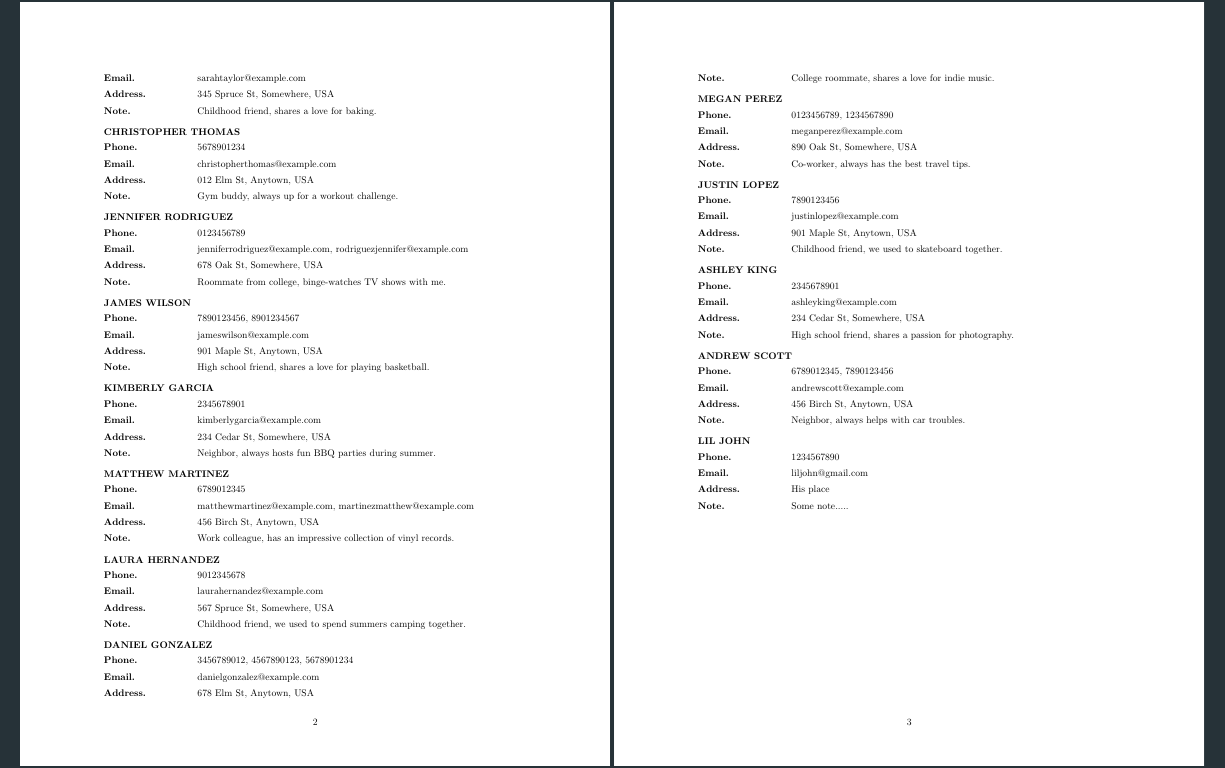 Email. sarahtaylor@example.com
Address. 345 Spruce St, Somewhere, USA
Note. Childhood friend, shares a love for baking.
CHRISTOPHER THOMAS
Phone. 5678901234
Email. christopherthomas@example.com
Address. 012 Elm St, Anytown, USA
Note. Gym buddy, always up for a workout challenge.
JENNIFER RODRIGUEZ
Phone. 0123456789
Email. jenniferrodriguez@example.com, rodriguezjennifer@example.com
Address. 678 Oak St, Somewhere, USA
Note. Roommate from college, binge-watches TV shows with me.
JAMES WILSON
Phone. 7890123456, 8901234567
Email. jameswilson@example.com
Address. 901 Maple St, Anytown, USA
Note. High school friend, shares a love for playing basketball.
KIMBERLY GARCIA
Phone. 2345678901
Email. kimberlygarcia@example.com
Address. 234 Cedar St, Somewhere, USA
Note. Neighbor, always hosts fun BBQ parties during summer.
MATTHEW MARTINEZ
Phone. 6789012345
Email. matthewmartinez@example.com, martinezmatthew@example.com
Address. 456 Birch St, Anytown, USA
Note. Work colleague, has an impressive collection of vinyl records.
LAURA HERNANDEZ
Phone. 9012345678
Email. laurahernandez@example.com
Address. 567 Spruce St, Somewhere, USA
Note. Childhood friend, we used to spend summers camping together.
DANIEL GONZALEZ
Phone. 3456789012, 4567890123, 5678901234
Email. danielgonzalez@example.com
Address. 678 Elm St, Anytown, USA
2
Note. College roommate, shares a love for indie music.
MEGAN PEREZ
Phone. 0123456789, 1234567890
Email. meganperez@example.com
Address. 890 Oak St, Somewhere, USA
Note. Co-worker, always has the best travel tips.
JUSTIN LOPEZ
Phone. 7890123456
Email. justinlopez@example.com
Address. 901 Maple St, Anytown, USA
Note. Childhood friend, we used to skateboard together.
ASHLEY KING
Phone. 2345678901
Email. ashleyking@example.com
Address. 234 Cedar St, Somewhere, USA
Note. High school friend, shares a passion for photography.
ANDREW SCOTT
Phone. 6789012345, 7890123456
Email. andrewscott@example.com
Address. 456 Birch St, Anytown, USA
Note. Neighbor, always helps with car troubles.
LIL JOHN
Phone. 1234567890
Email. liljohn@gmail.com
Address. His place
Note. Some note.....
3